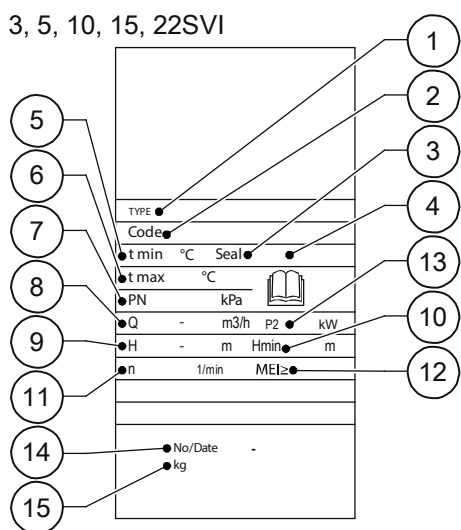 3, 5, 10, 15, 22SVI
1
2
3
4
13
10
12
5
6
7
8
9
11
14
15
TYPE
Code
t min °C Seal
t max °C
PN kPa
Q - m3/h P2 kW
H - m Hmin m
n 1/min MEI≥
No/Date -
kg